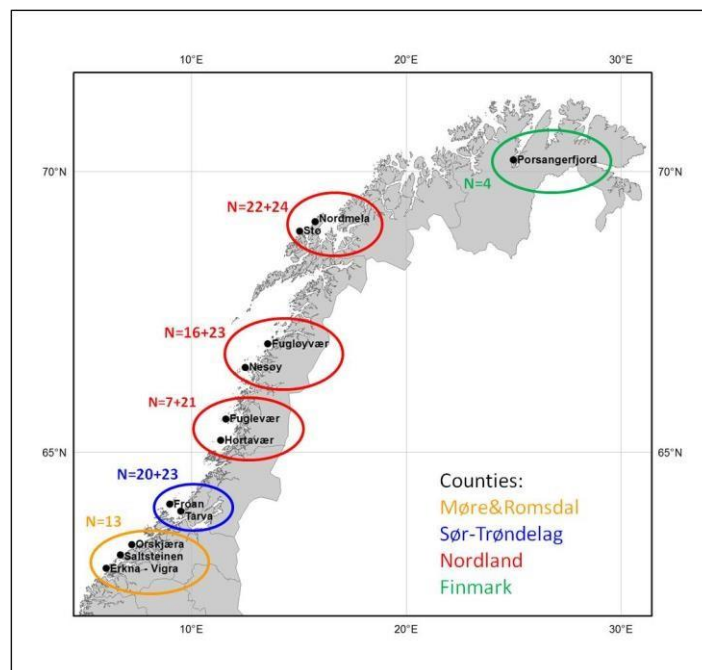 10°E
20°E
30°E
70°N
70°N
Porsangerfjord
N=4
N=22+24
Nordmela
Stø
N=16+23
Fugløyvær
Nesøy
N=7+21
Fuglevær
Hortavær
65°N
65°N
N=20+23
Froan
Tarva
N=13
Orskjæra
Saltsteinen
Erkna - Vigra
Counties:
Møre&Romsdal
Sør-Trøndelag
Nordland
Finmark
10°E
20°E
30°E